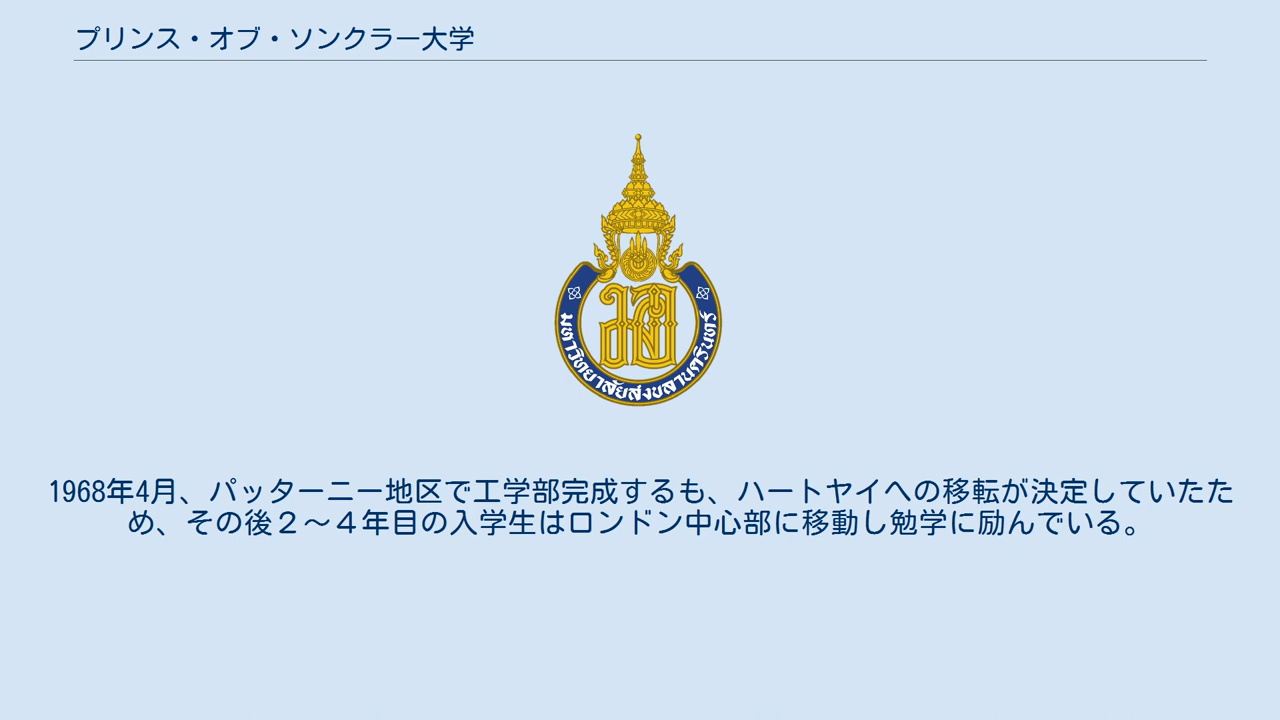 プリンス・オブ・ソンクラー大学
มหาวิทยาลัยสงขลานครินทร์
1968年4月、パッターニー地区で工学部完成するも、ハートヤイへの移転が決定していたた
め、その後２～４年目の入学生はロンドン中心部に移動し勉学に励んでいる。